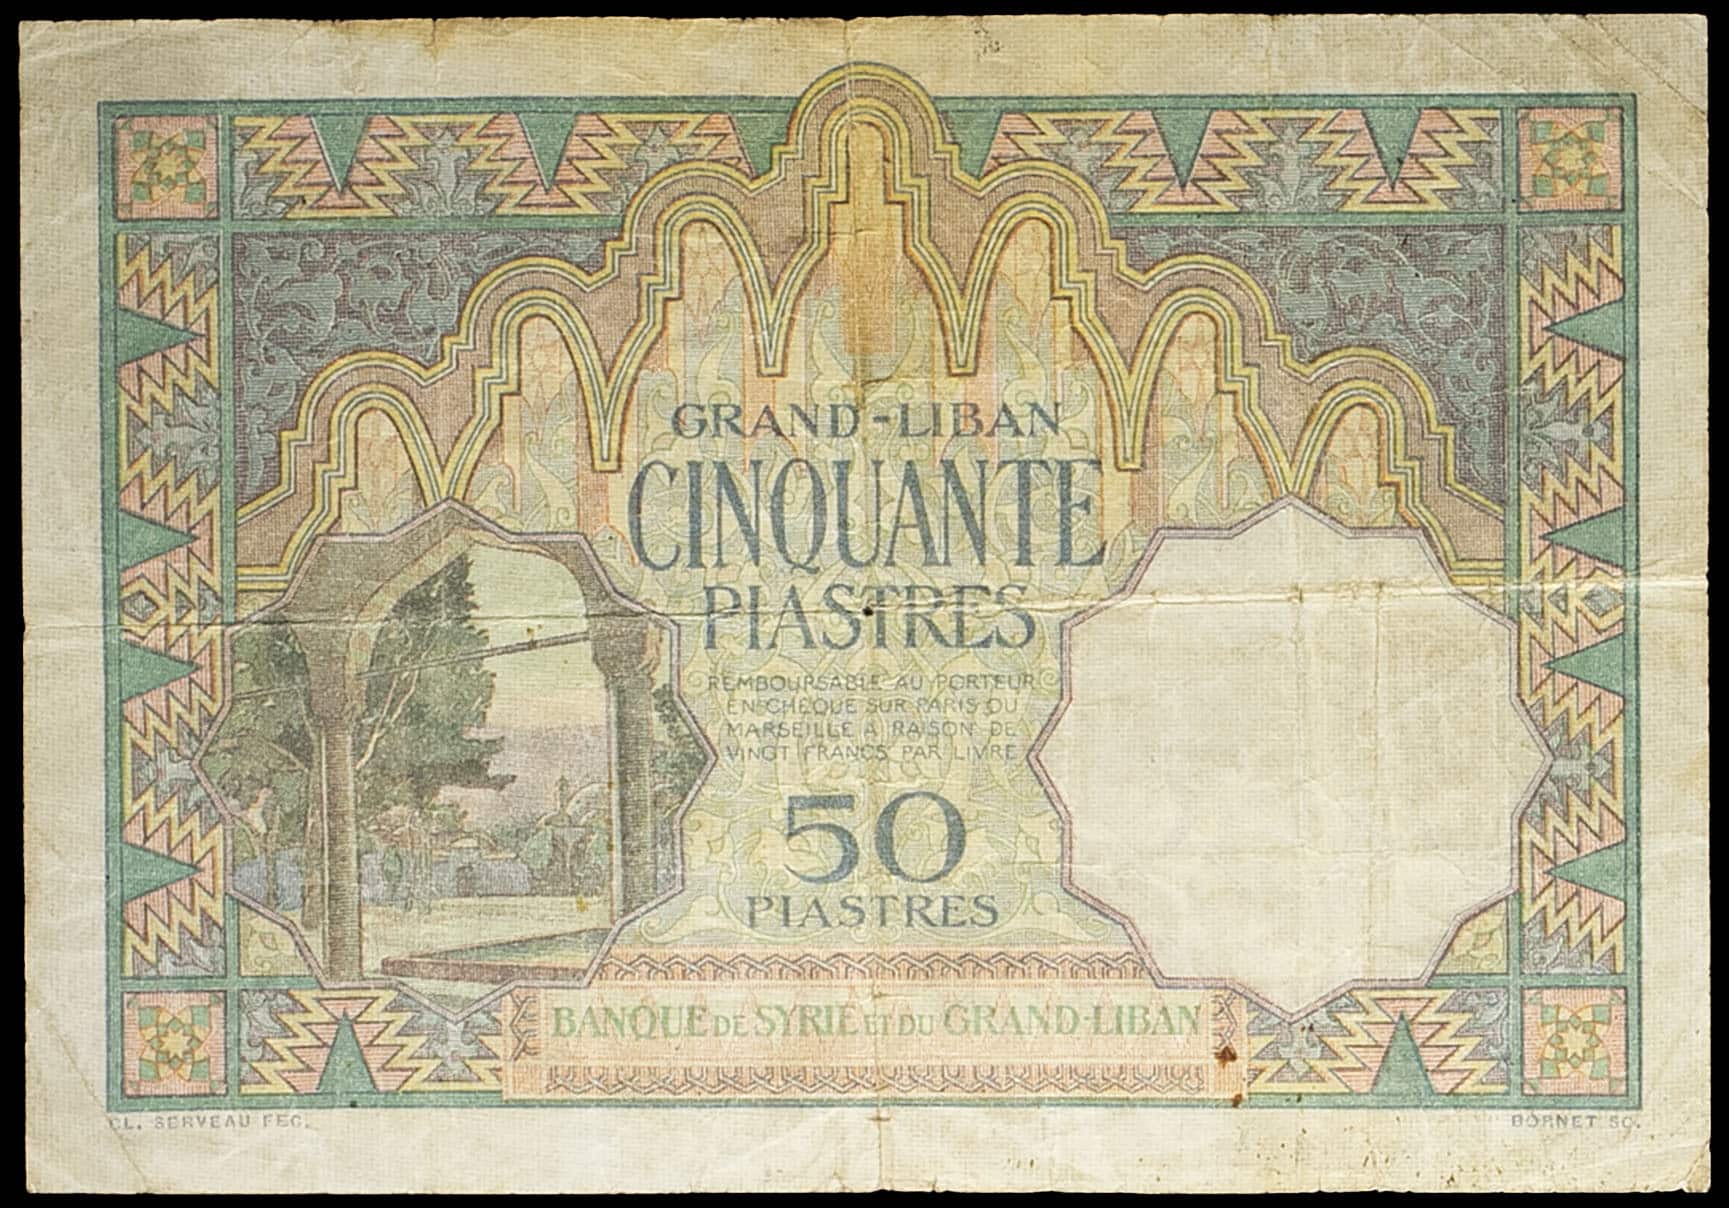 GRAND-LIBAN
CINQUANTE
PIASTRES
REMBOURSABLE AU PORTEUR
EN CHEQUE SUR PARIS OU
MARSEILLE A RAISON DE
VINGT FRANCS PAR LIVRE
50
PIASTRES
BANQUE DE SYRIE ET DU GRAND-LIBAN
CL. SERVEAU FEC.
BORNET SC.